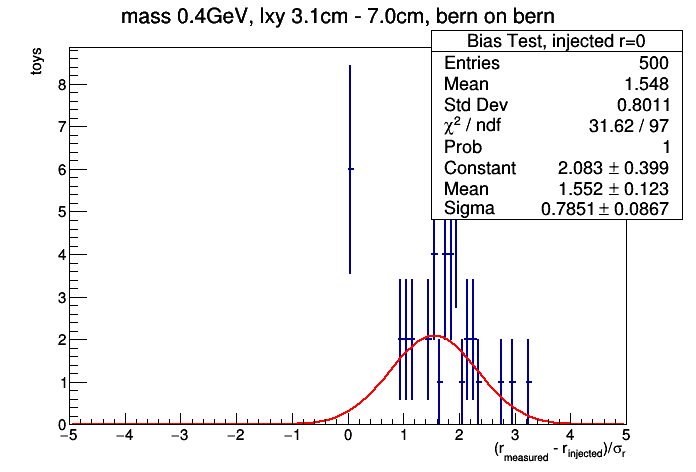 mass 0.4GeV, lxy 3.1cm - 7.0cm, bern on bern
Bias Test, injected r=0
Entries 500
Mean 1.548
Std Dev 0.8011
χ² / ndf 31.62 / 97
Prob 1
Constant 2.083 ± 0.399
Mean 1.552 ± 0.123
Sigma 0.7851 ± 0.0867
toys
8
7
6
5
4
3
2
1
0
−5 −4 −3 −2 −1 0 1 2 3 4 5
(r_measured - r_injected)/σ_r